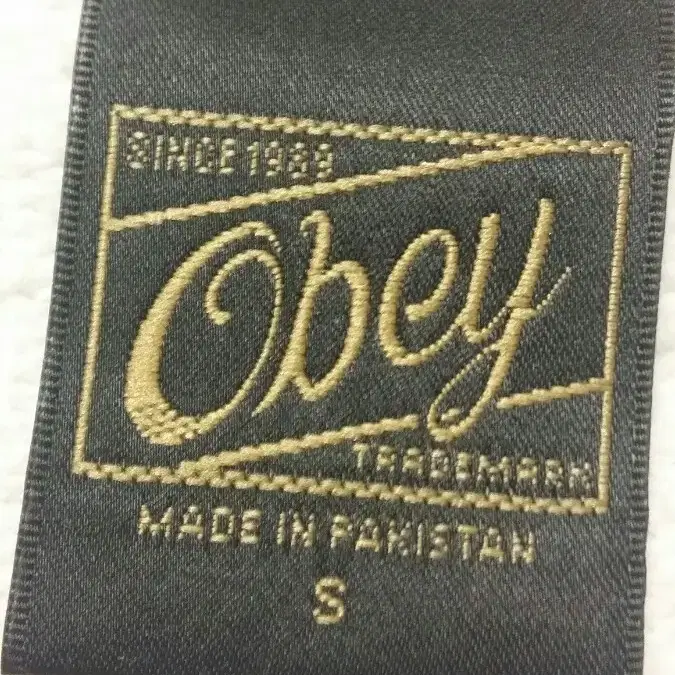 SINCE 1989
Obey
TRADEMARK
MADE IN PAKISTAN
S